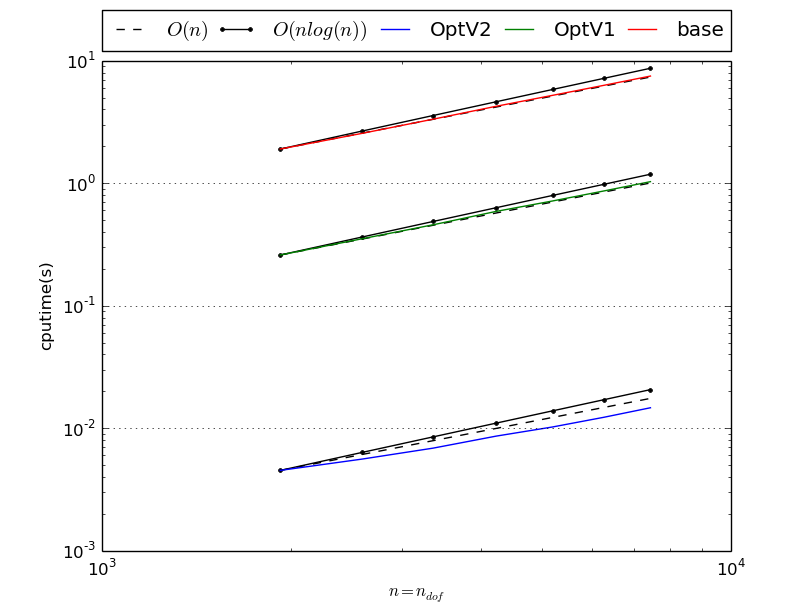 O(n) O(nlog(n)) OptV2 OptV1 base
10^1
10^0
10^-1
10^-2
10^-3
cputime(s)
10^3 10^4
n=n_dof